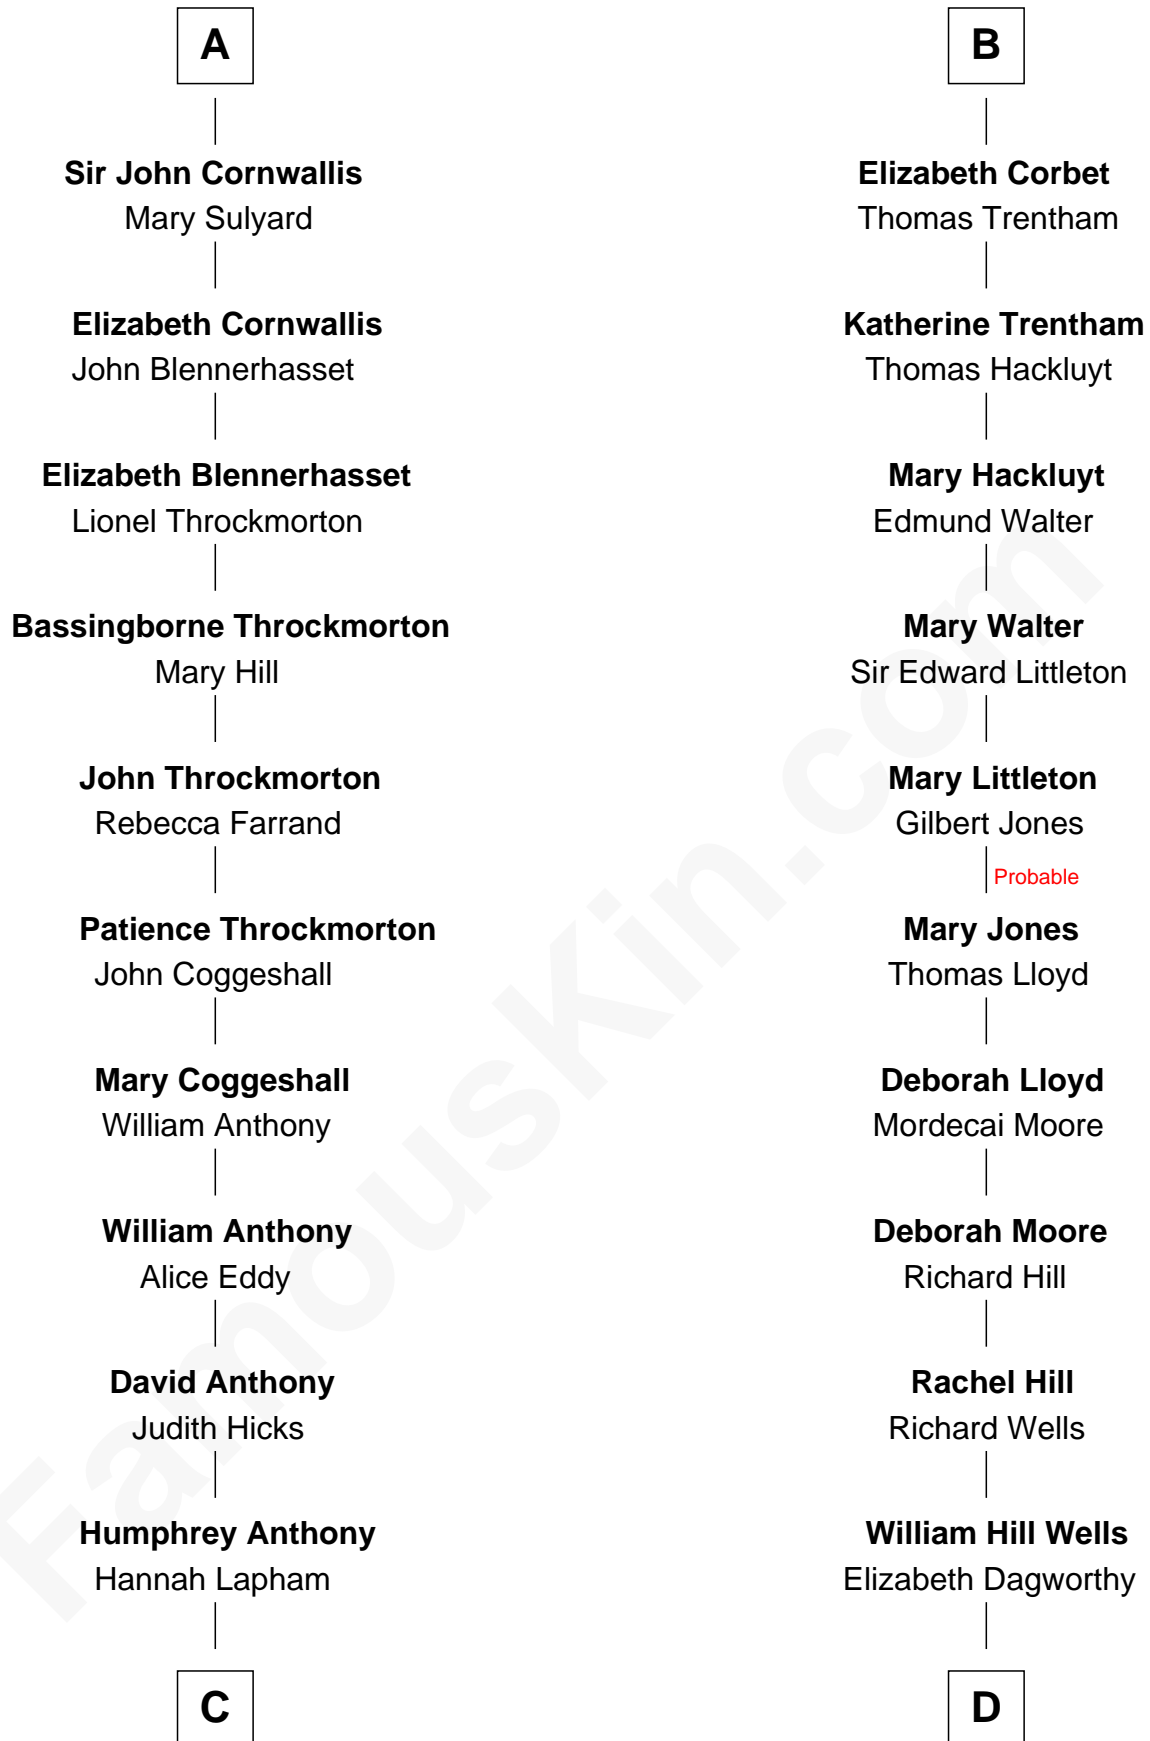 A
Sir John Cornwallis
Mary Sulyard
Elizabeth Cornwallis
John Blennerhasset
Elizabeth Blennerhasset
Lionel Throckmorton
Bassingborne Throckmorton
Mary Hill
John Throckmorton
Rebecca Farrand
Patience Throckmorton
John Coggeshall
Mary Coggeshall
William Anthony
William Anthony
Alice Eddy
David Anthony
Judith Hicks
Humphrey Anthony
Hannah Lapham
C
B
Elizabeth Corbet
Thomas Trentham
Katherine Trentham
Thomas Hackluyt
Mary Hackluyt
Edmund Walter
Mary Walter
Sir Edward Littleton
Mary Littleton
Gilbert Jones
Probable
Mary Jones
Thomas Lloyd
Deborah Lloyd
Mordecai Moore
Deborah Moore
Richard Hill
Rachel Hill
Richard Wells
William Hill Wells
Elizabeth Dagworthy
D
FamousKin.com